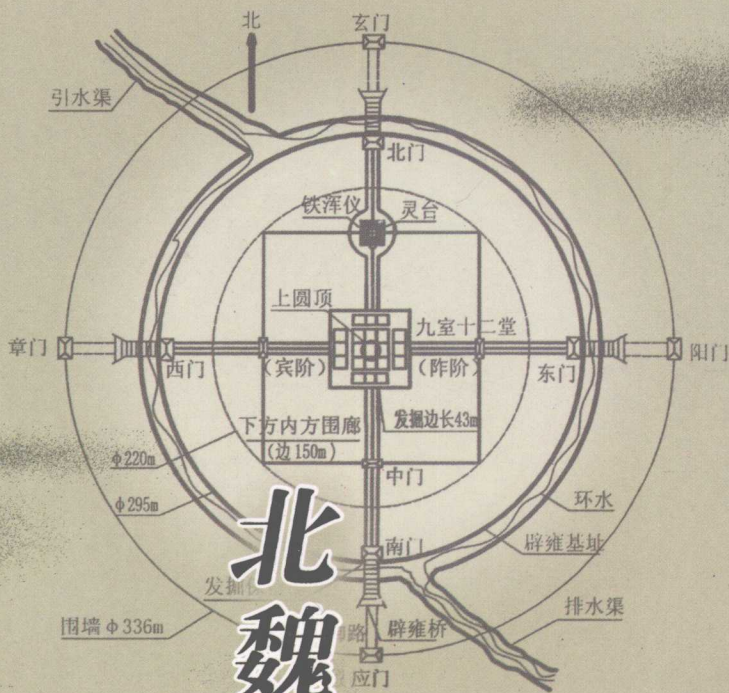 玄门
北
引水渠
北门
铁浑仪
灵台
上圆顶
九室十二堂
章门
西门
(宾阶)
(阼阶)
东门
阳门
发掘边长43m
下方内方围廊
(边150m)
φ220m
中门
φ295m
环水
南门
辟雍基址
发掘
排水渠
围墙φ336m
路
辟雍桥
应门
北魏